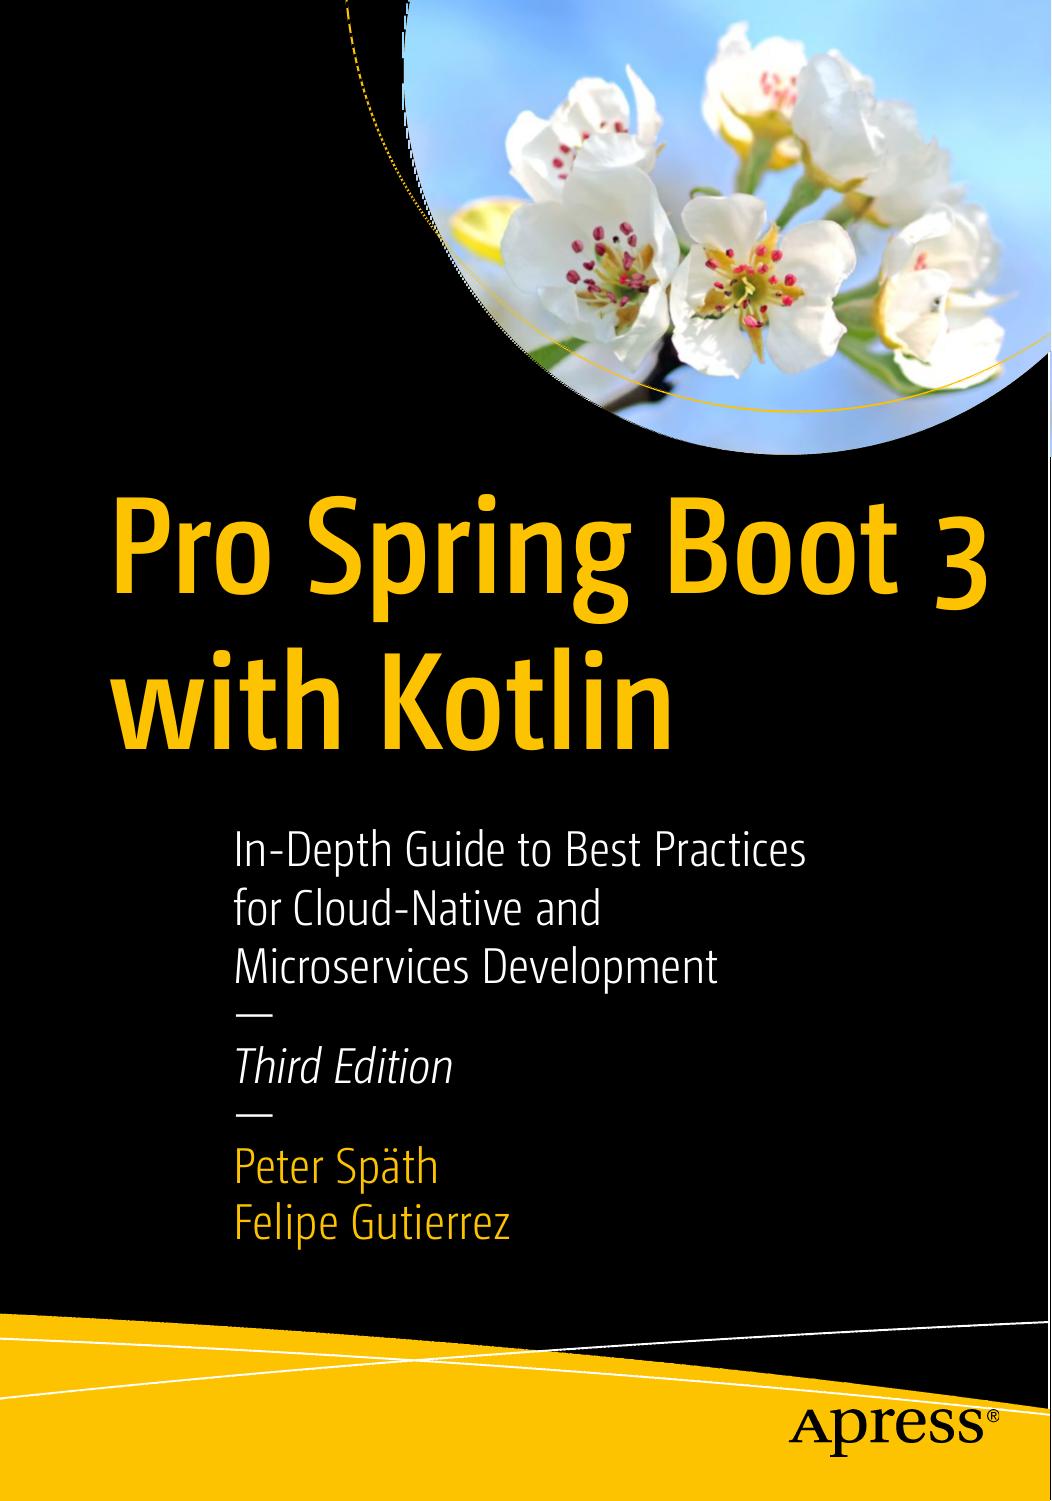 Pro Spring Boot 3
with Kotlin
In-Depth Guide to Best Practices
for Cloud-Native and
Microservices Development
—
Third Edition
—
Peter Späth
Felipe Gutierrez
Apress®